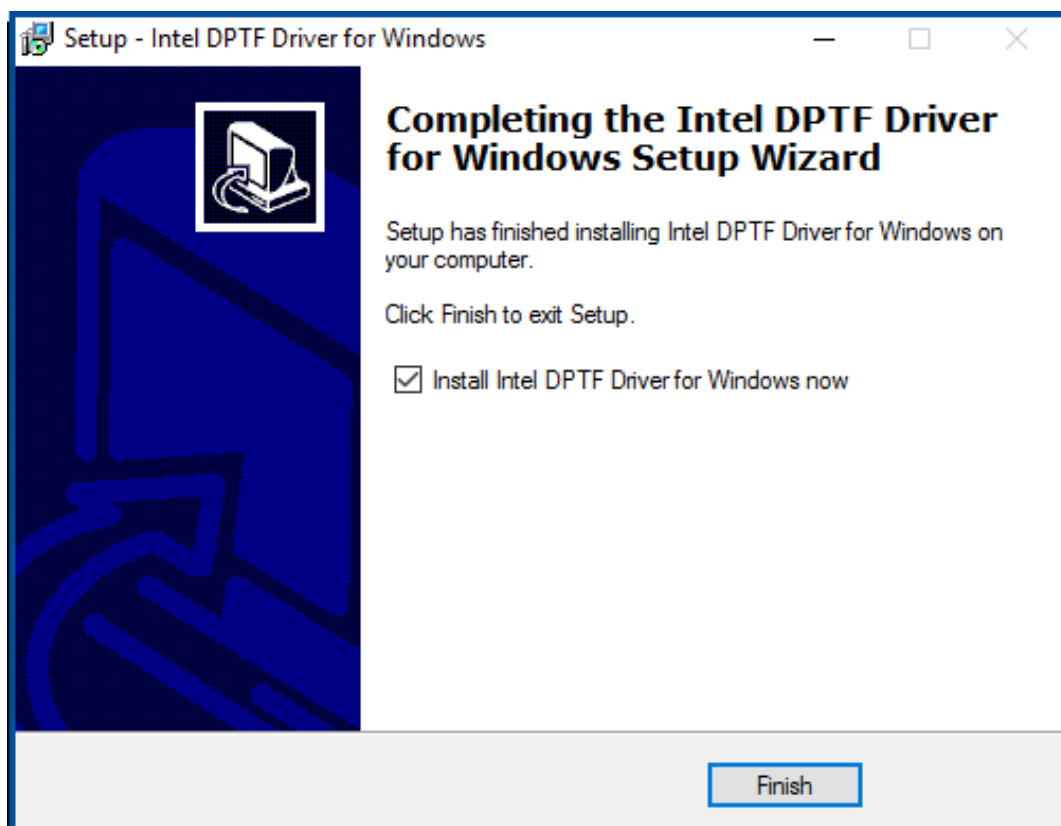 Setup - Intel DPTF Driver for Windows
Completing the Intel DPTF Driver
for Windows Setup Wizard
Setup has finished installing Intel DPTF Driver for Windows on
your computer.
Click Finish to exit Setup.
Install Intel DPTF Driver for Windows now
Finish